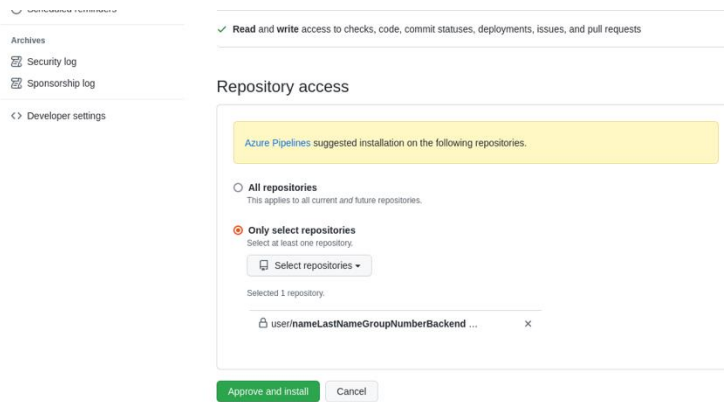 Scheduled reminders
Read and write access to checks, code, commit statuses, deployments, issues, and pull requests
Archives
Security log
Sponsorship log
Developer settings
Repository access
Azure Pipelines suggested installation on the following repositories.
All repositories
This applies to all current and future repositories.
Only select repositories
Select at least one repository.
Select repositories
Selected 1 repository.
user/nameLastNameGroupNumberBackend ...
Approve and install
Cancel